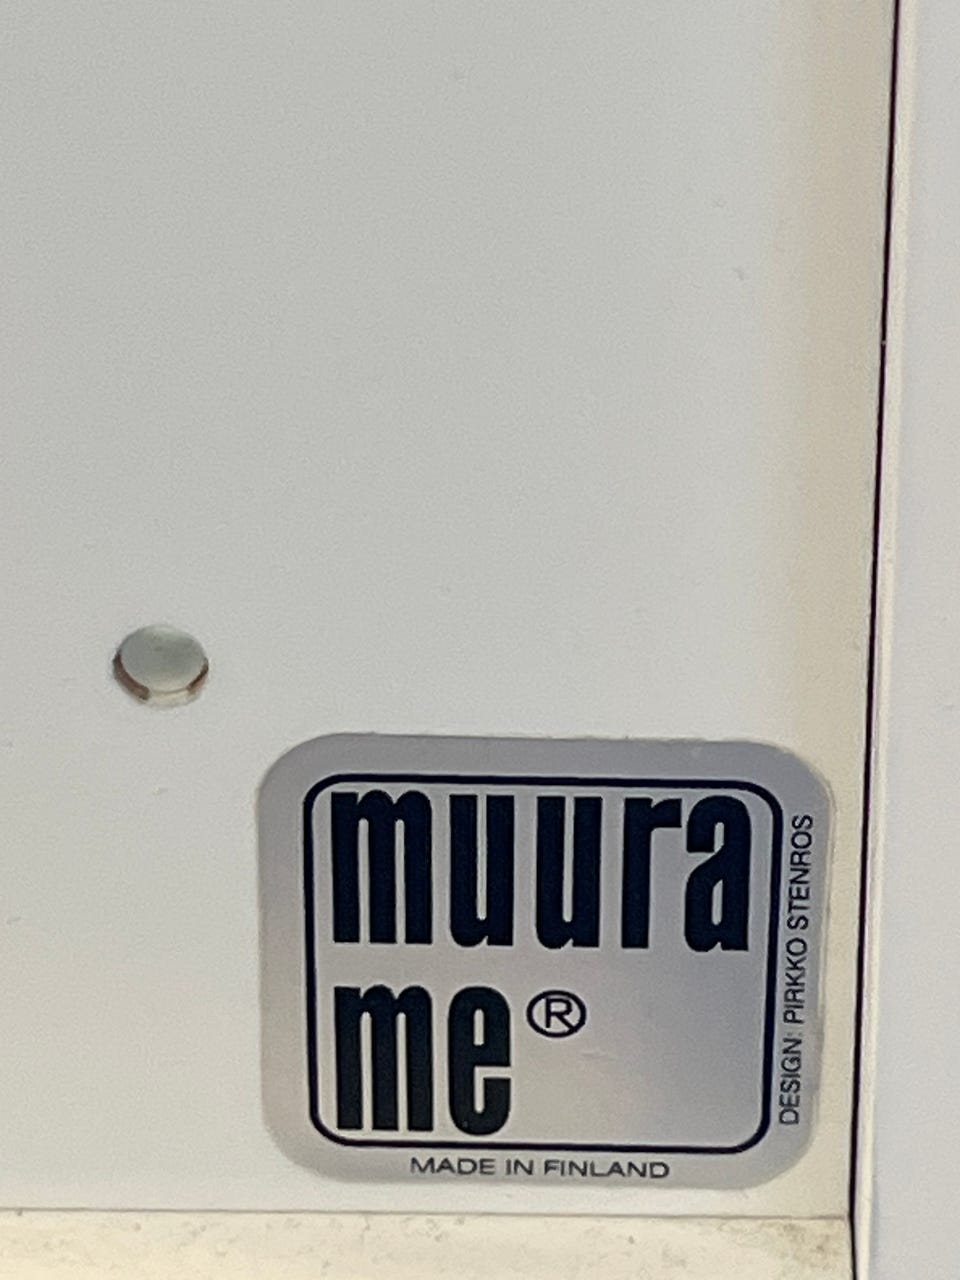 muura
me®
DESIGN: PIRKKO STENROS
MADE IN FINLAND